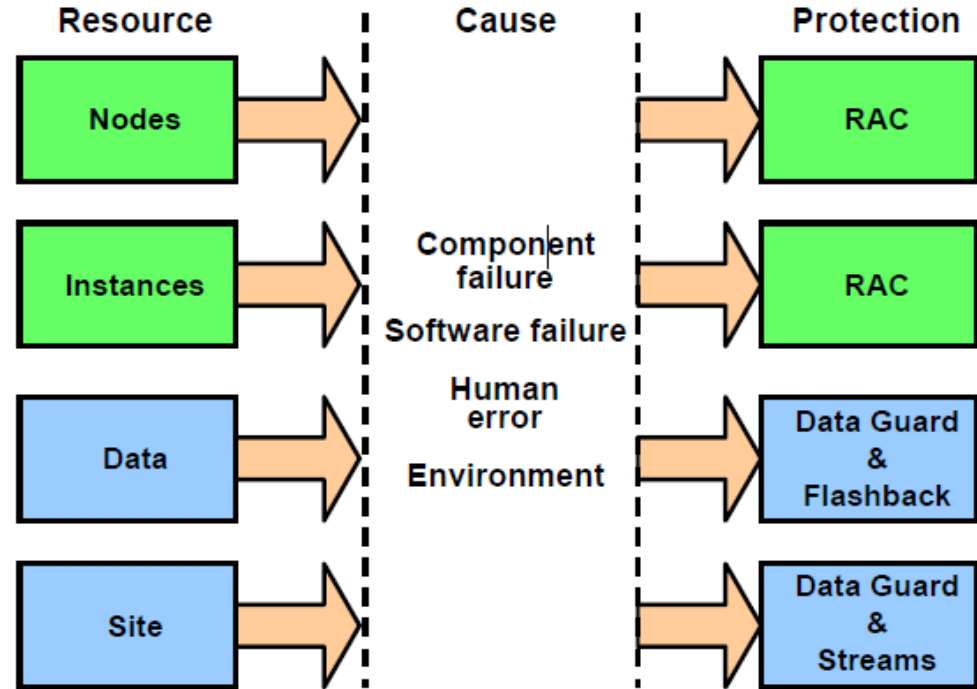 Resource
Cause
Protection
Nodes
RAC
Instances
Component
failure
Software failure
RAC
Data
Human
error
Environment
Data Guard
&
Flashback
Site
Data Guard
&
Streams